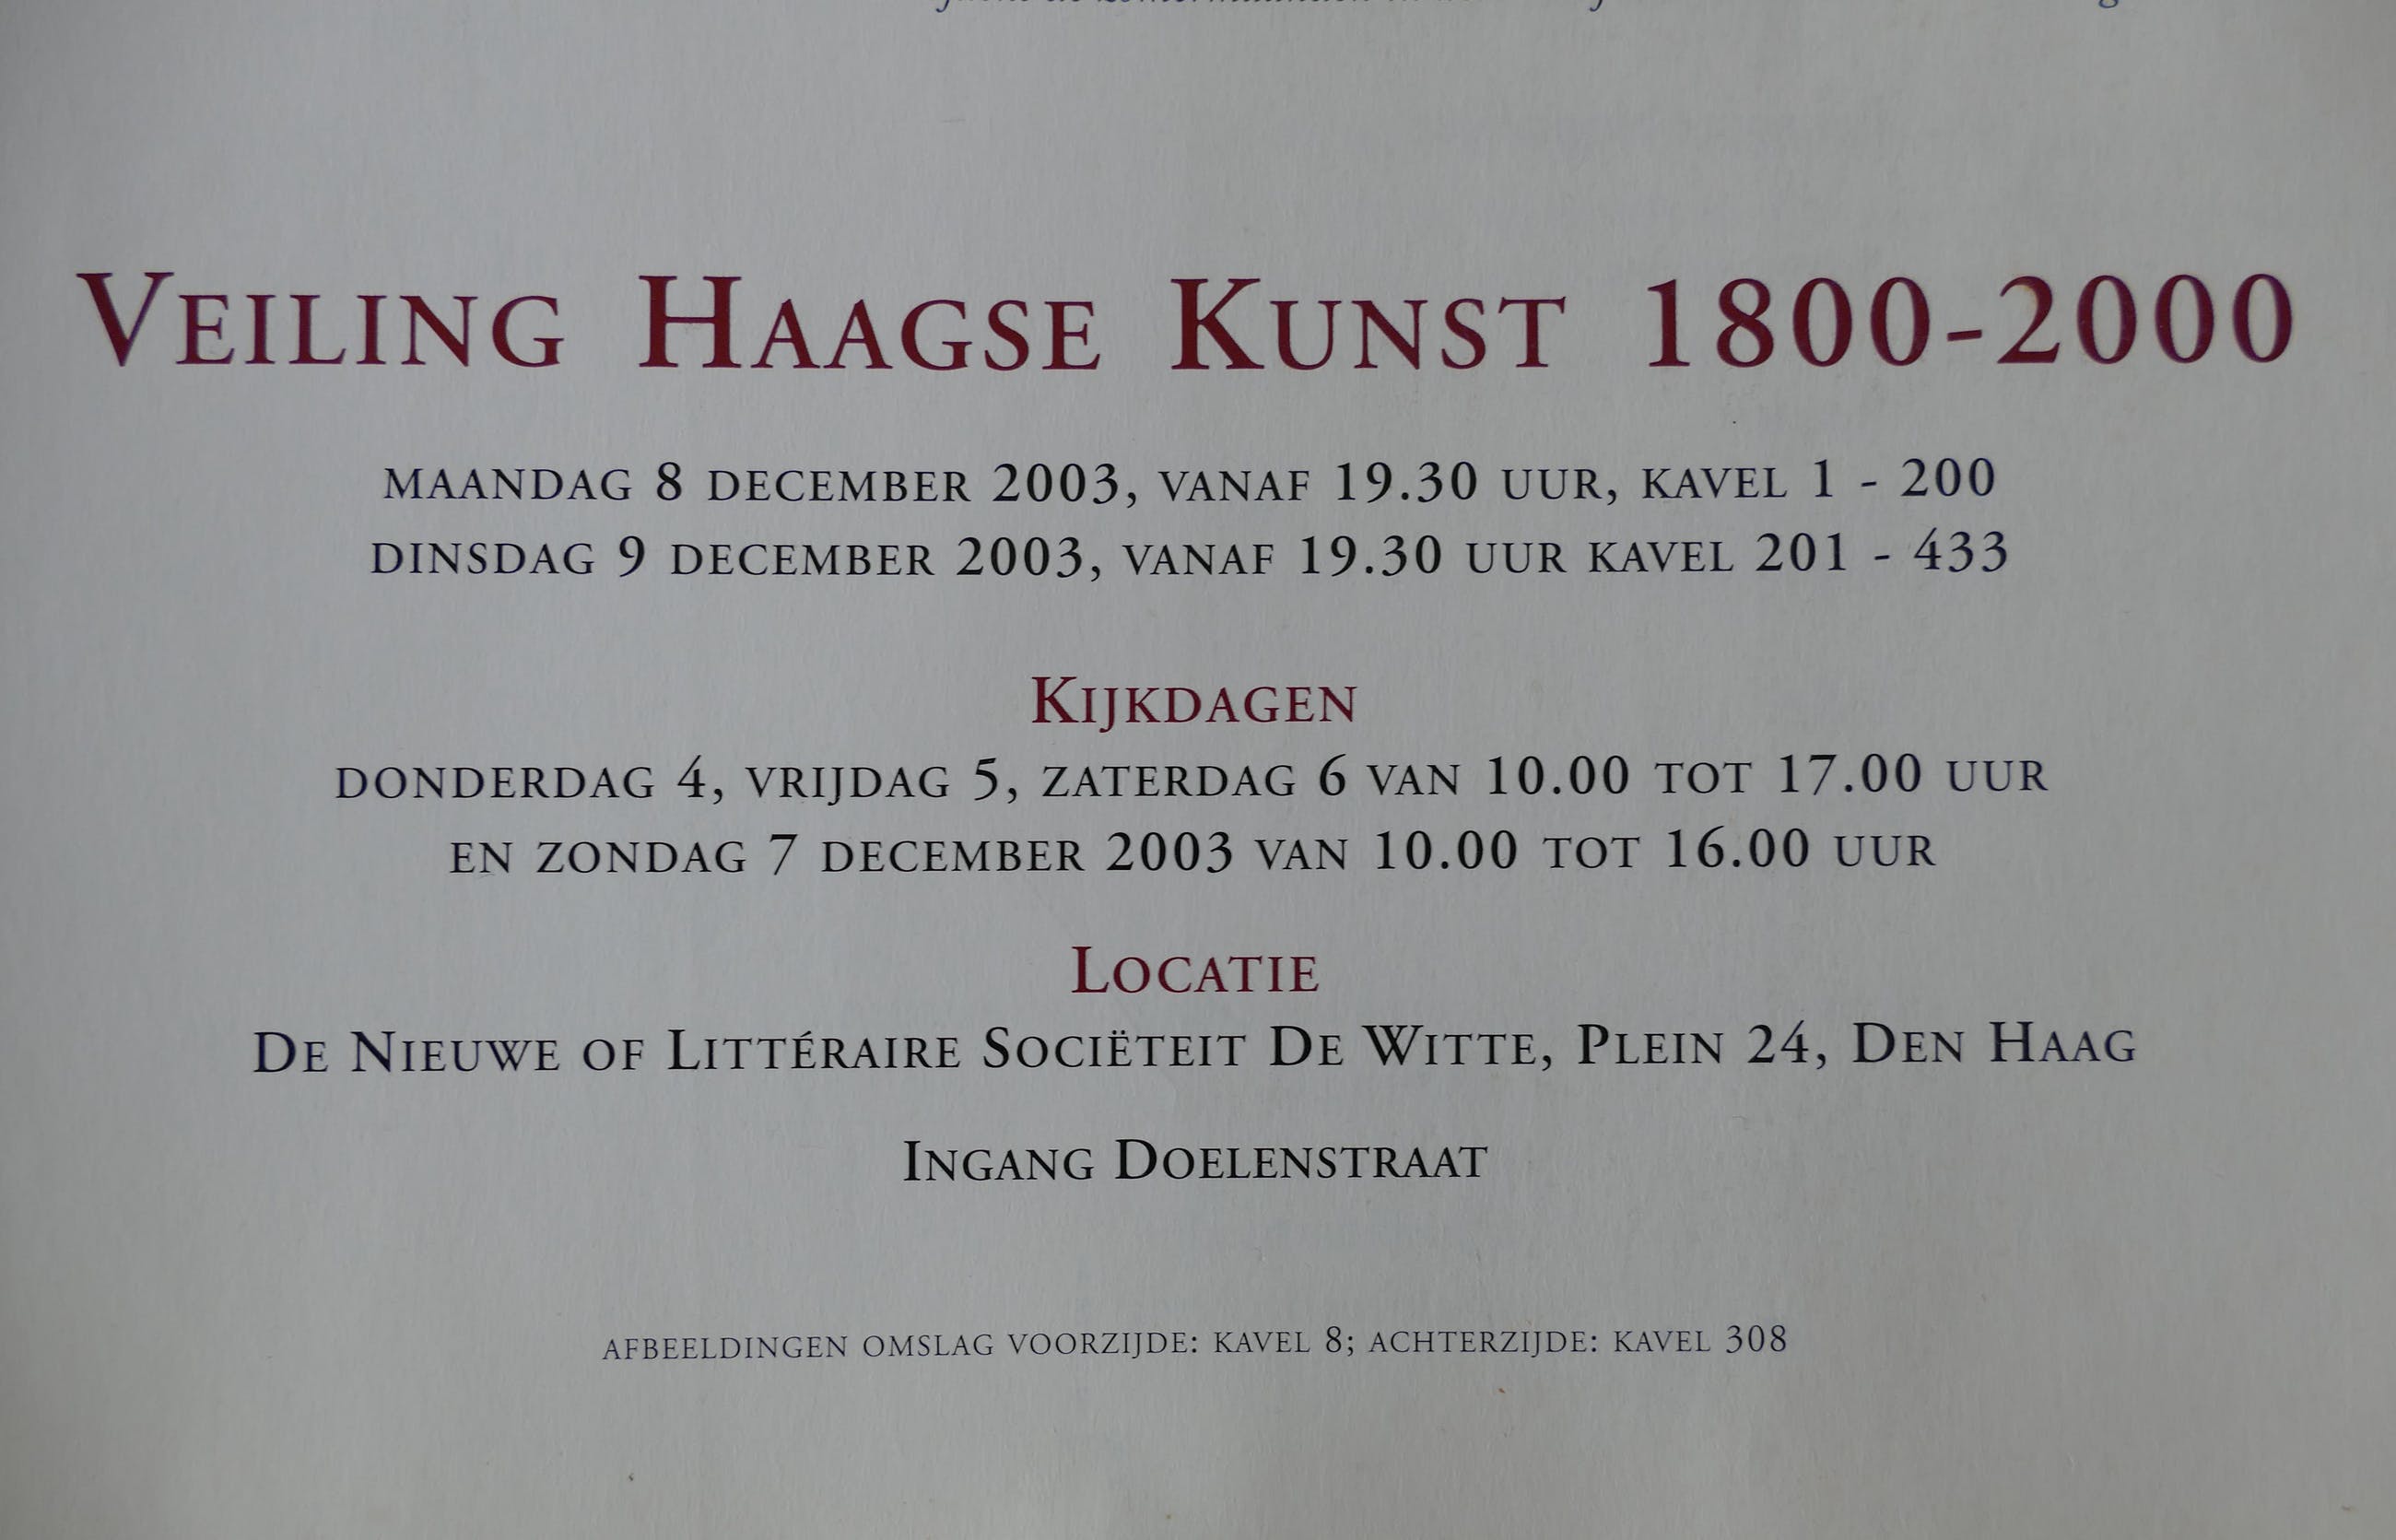 VEILING HAAGSE KUNST 1800-2000
MAANDAG 8 DECEMBER 2003, VANAF 19.30 UUR, KAVEL 1 - 200
DINSDAG 9 DECEMBER 2003, VANAF 19.30 UUR KAVEL 201 - 433
KIJKDAGEN
DONDERDAG 4, VRIJDAG 5, ZATERDAG 6 VAN 10.00 TOT 17.00 UUR
EN ZONDAG 7 DECEMBER 2003 VAN 10.00 TOT 16.00 UUR
LOCATIE
DE NIEUWE OF LITTÉRAIRE SOCIËTEIT DE WITTE, PLEIN 24, DEN HAAG
INGANG DOELENSTRAAT
AFBEELDINGEN OMSLAG VOORZIJDE: KAVEL 8; ACHTERZIJDE: KAVEL 308